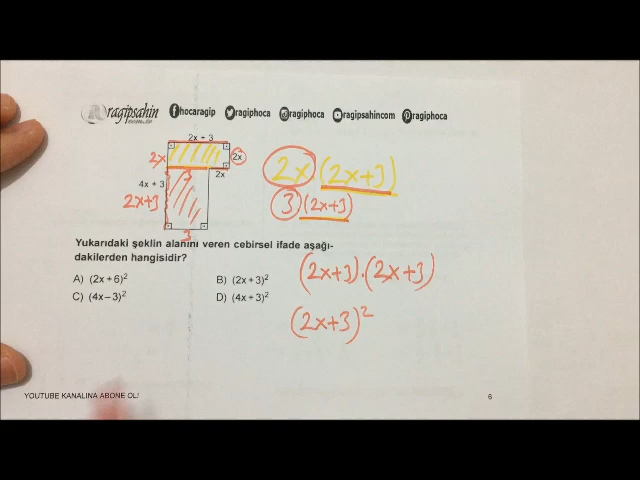 ragipsahin hocaragip ragiphoca ragiphoca ragipsahincom ragiphoca
2x + 3
2x 2x
2x
4x + 3
2x+3
3
2x (2x+3)
3 (2x+3)
Yukarıdaki şeklin alanını veren cebirsel ifade aşağı-
dakilerden hangisidir?
A) (2x+6)² B) (2x+3)²
C) (4x–3)² D) (4x+3)²
(2x+3).(2x+3)
(2x+3)²
YOUTUBE KANALINA ABONE OL! 6